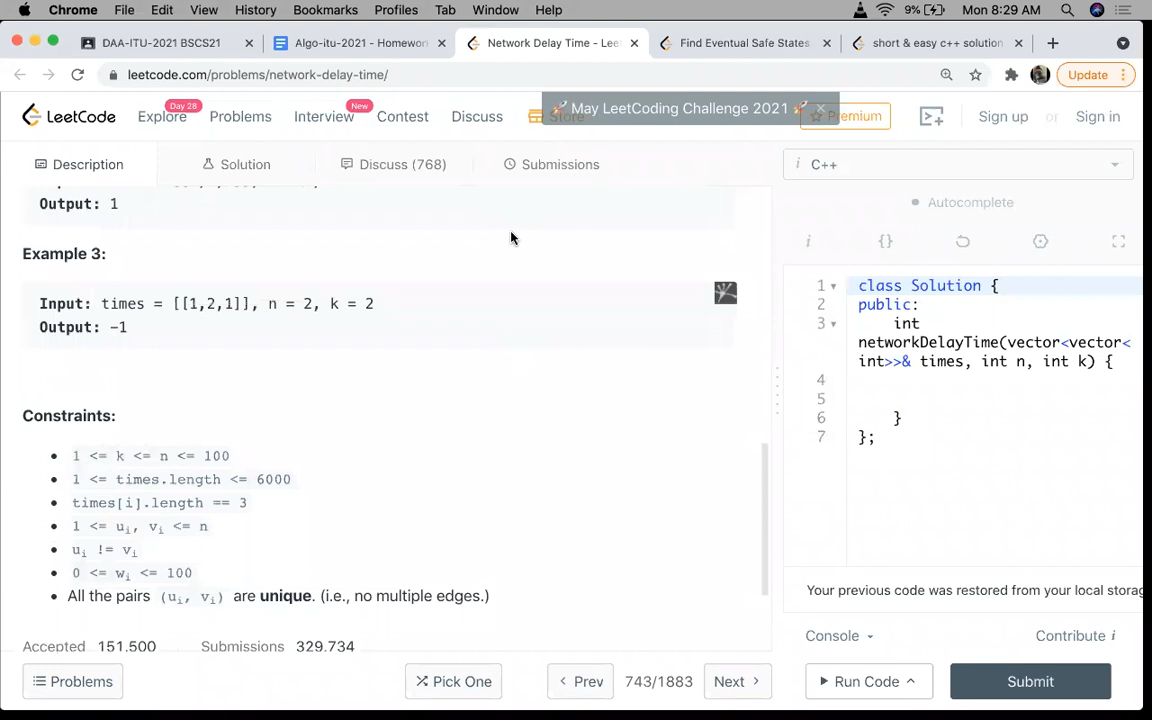 Chrome File Edit View History Bookmarks Profiles Tab Window Help 9% Mon 8:29 AM
DAA-ITU-2021 BSCS21 Algo-itu-2021 - Homework Network Delay Time - Lee Find Eventual Safe States short & easy c++ solution
leetcode.com/problems/network-delay-time/ Update
LeetCode Explore Day 28 Problems Interview New Contest Discuss Store May LeetCoding Challenge 2021 Premium Sign up or Sign in
Description Solution Discuss (768) Submissions i C++
Autocomplete
Output: 1
Example 3:
Input: times = [[1,2,1]], n = 2, k = 2
Output: -1
Constraints:
1 <= k <= n <= 100
1 <= times.length <= 6000
times[i].length == 3
1 <= ui, vi <= n
ui != vi
0 <= wi <= 100
All the pairs (ui, vi) are unique. (i.e., no multiple edges.)
Accepted 151,500 Submissions 329,734
i {}
1 class Solution {
2 public:
3 int
networkDelayTime(vector<vector<
int>>& times, int n, int k) {
4
5
6 }
7 };
Your previous code was restored from your local storag
Console Contribute i
Problems Pick One Prev 743/1883 Next Run Code Submit